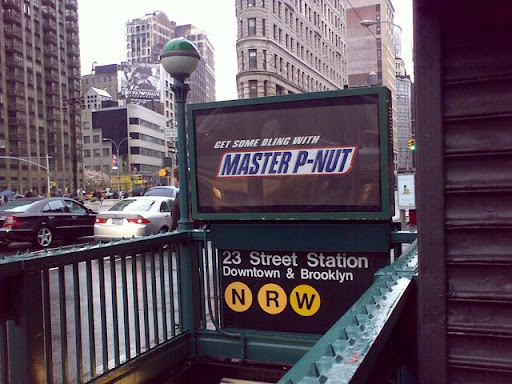 GET SOME BLING WITH
MASTER P-NUT
23 Street Station
Downtown & Brooklyn
N R W